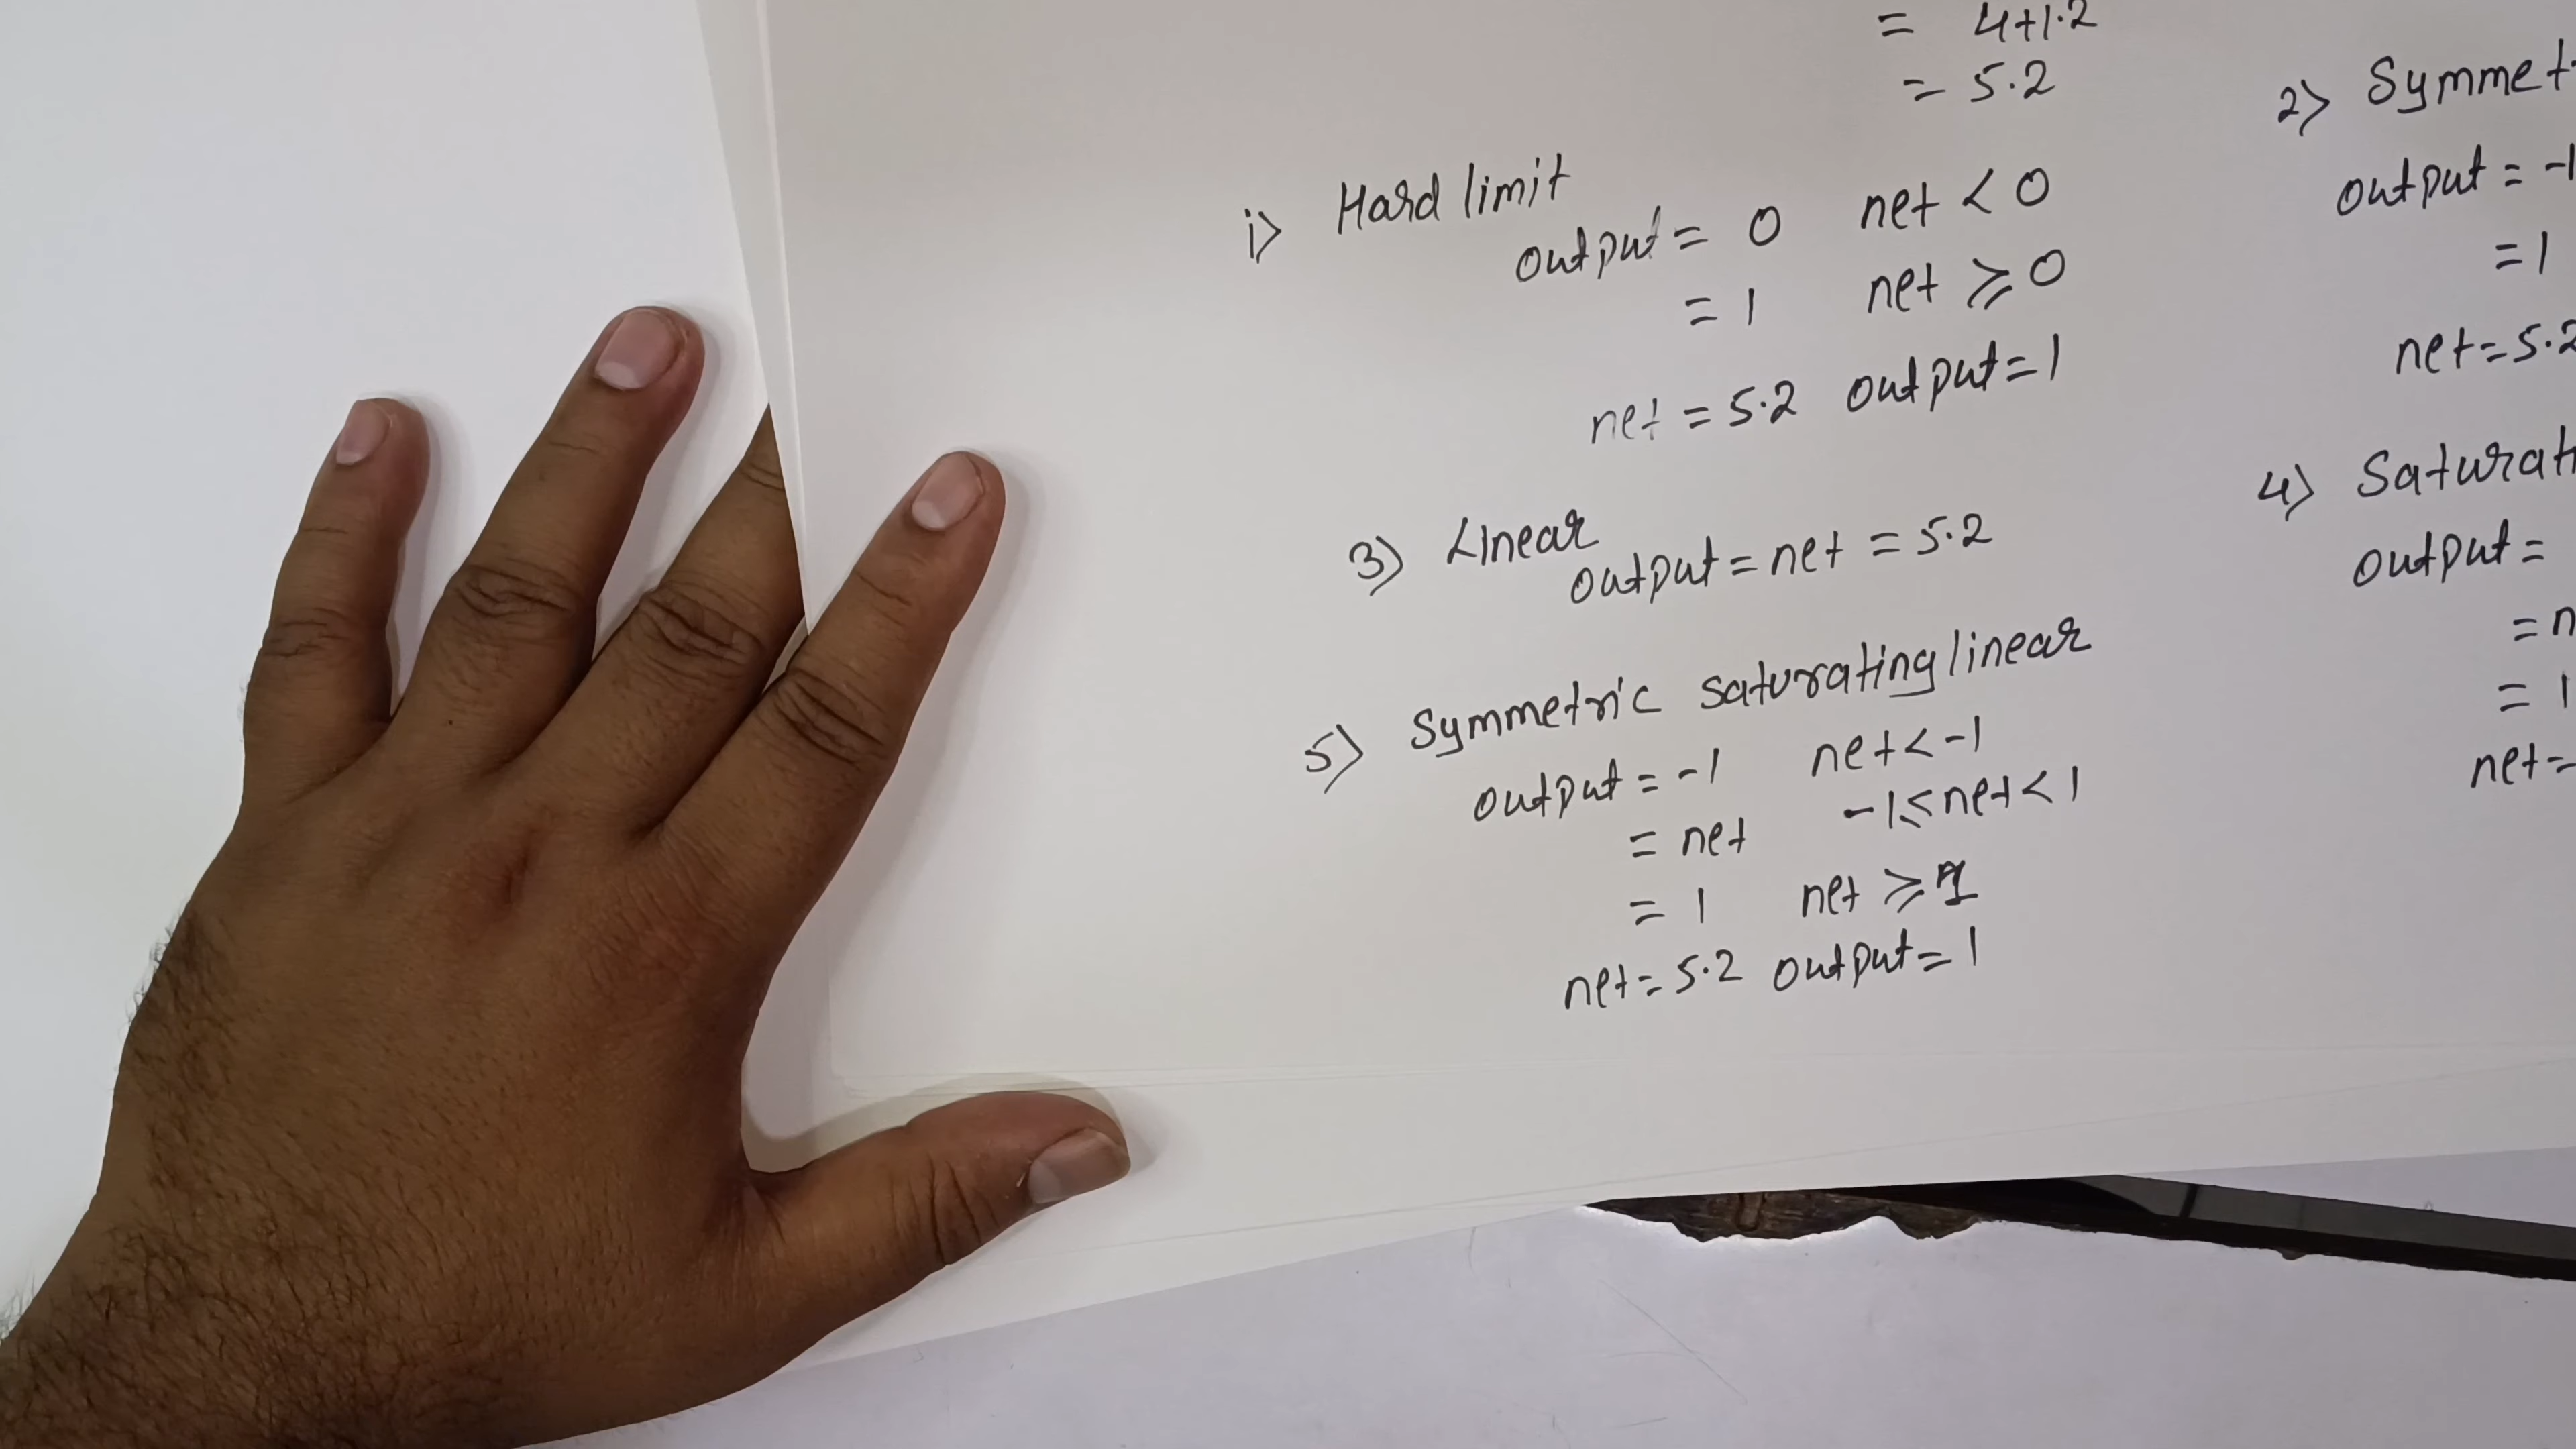 = 4+1.2
= 5.2
i> Hard limit
output = 0 net < 0
= 1 net ≥ 0
net = 5.2 output = 1
3) Linear
output = net = 5.2
5) Symmetric saturating linear
output = -1 net < -1
= net -1 ≤ net < 1
= 1 net ≥ 1
net = 5.2 output = 1
2>
output = -1
= 1
net = 5.2
4)
output =
= 1
net =